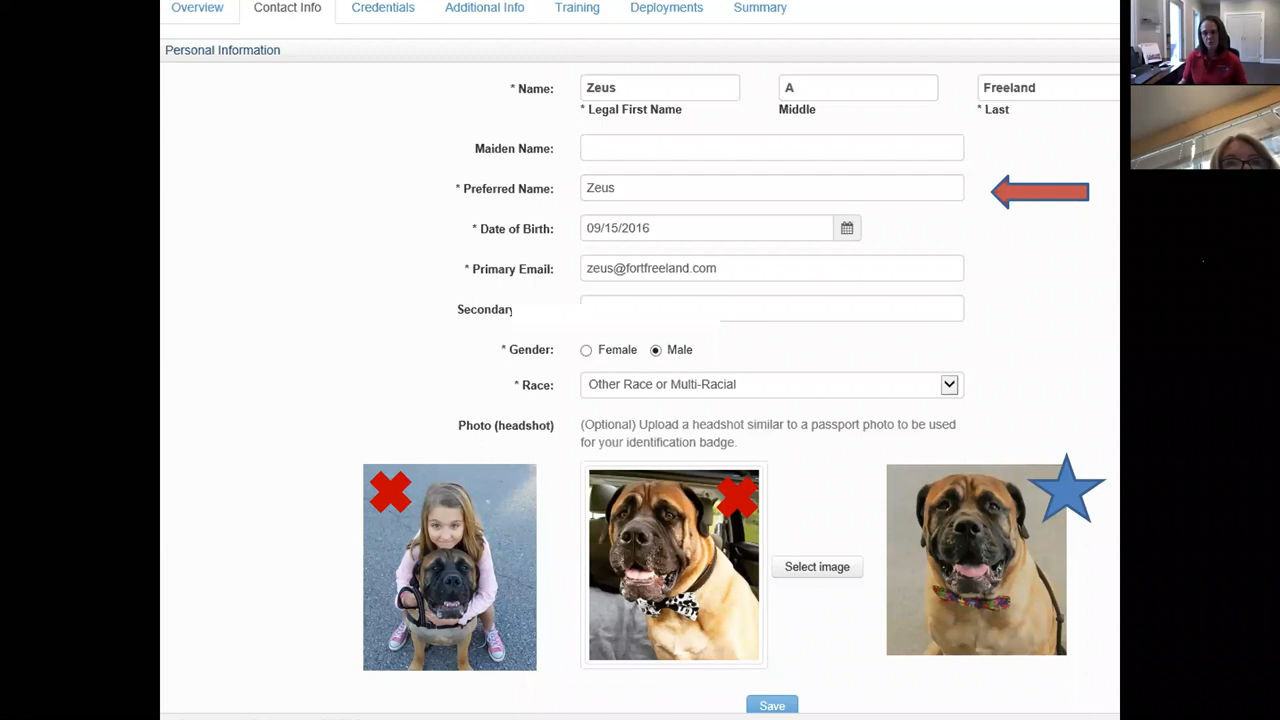 Overview Contact Info Credentials Additional Info Training Deployments Summary
Personal Information
* Name: Zeus A Freeland
* Legal First Name Middle * Last
Maiden Name:
* Preferred Name: Zeus
* Date of Birth: 09/15/2016
* Primary Email: zeus@fortfreeland.com
Secondary
* Gender: Female Male
* Race: Other Race or Multi-Racial
Photo (headshot) (Optional) Upload a headshot similar to a passport photo to be used
for your identification badge.
Select image
Save